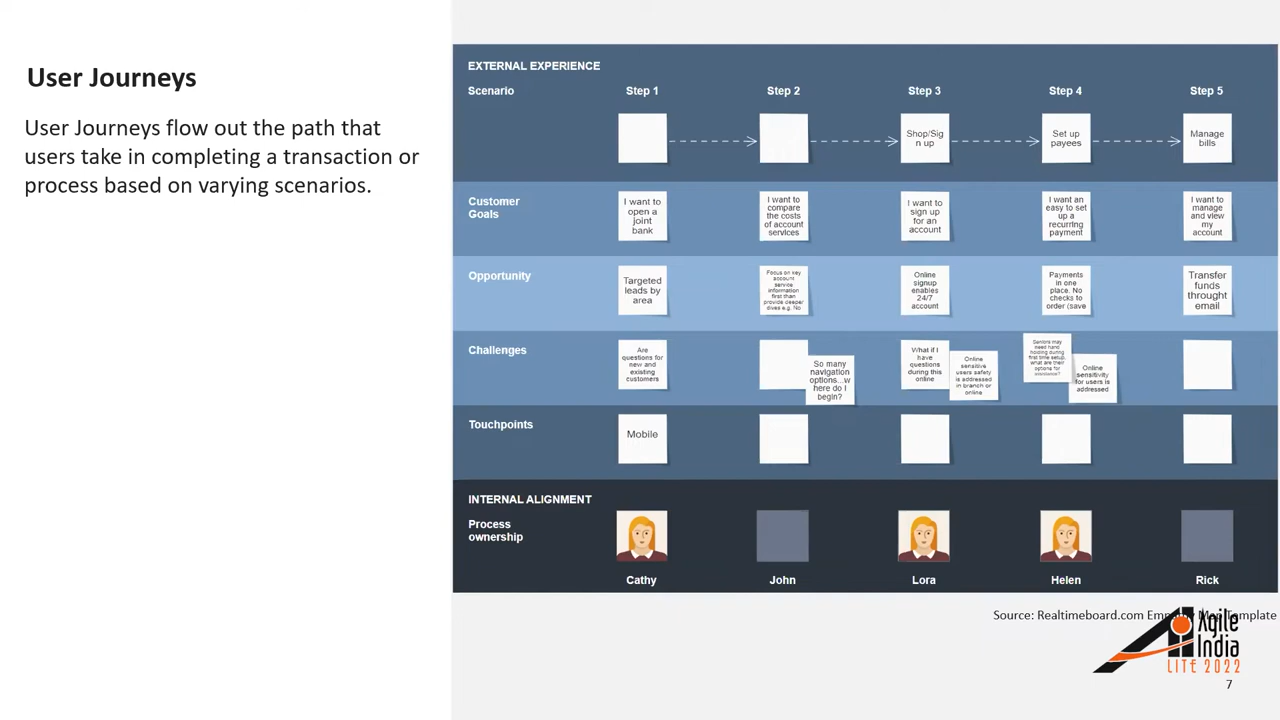 User Journeys
User Journeys flow out the path that
users take in completing a transaction or
process based on varying scenarios.
EXTERNAL EXPERIENCE
Scenario
Step 1
Step 2
Step 3
Step 4
Step 5
Shop/Sig
n up
Set up
payees
Manage
bills
Customer
Goals
I want to
open a
joint
bank
I want to
compare
the costs
of account
services
I want to
sign up
for an
account
I want an
easy to set
up a
recurring
payment
I want to
manage
and view
my
account
Opportunity
Targeted
leads by
area
Focus on key
account
service
information
first than
provide deeper
dives e.g. No
Online
signup
enables
24/7
account
Payments
in one
place. No
checks to
order (save
Transfer
funds
throught
email
Challenges
Are
questions for
new and
existing
customers
So many
navigation
options...w
here do I
begin?
What if I
have
questions
during this
online
Online
sensitive
users safety
is addressed
in branch or
online
Seniors may
need hand
holding during
first time setup,
what are their
options for
assistance?
Online
sensitivity
for users is
addressed
Touchpoints
Mobile
INTERNAL ALIGNMENT
Process
ownership
Cathy
John
Lora
Helen
Rick
Source: Realtimeboard.com Empathy Map Template
Agile
India
LITE 2022
7